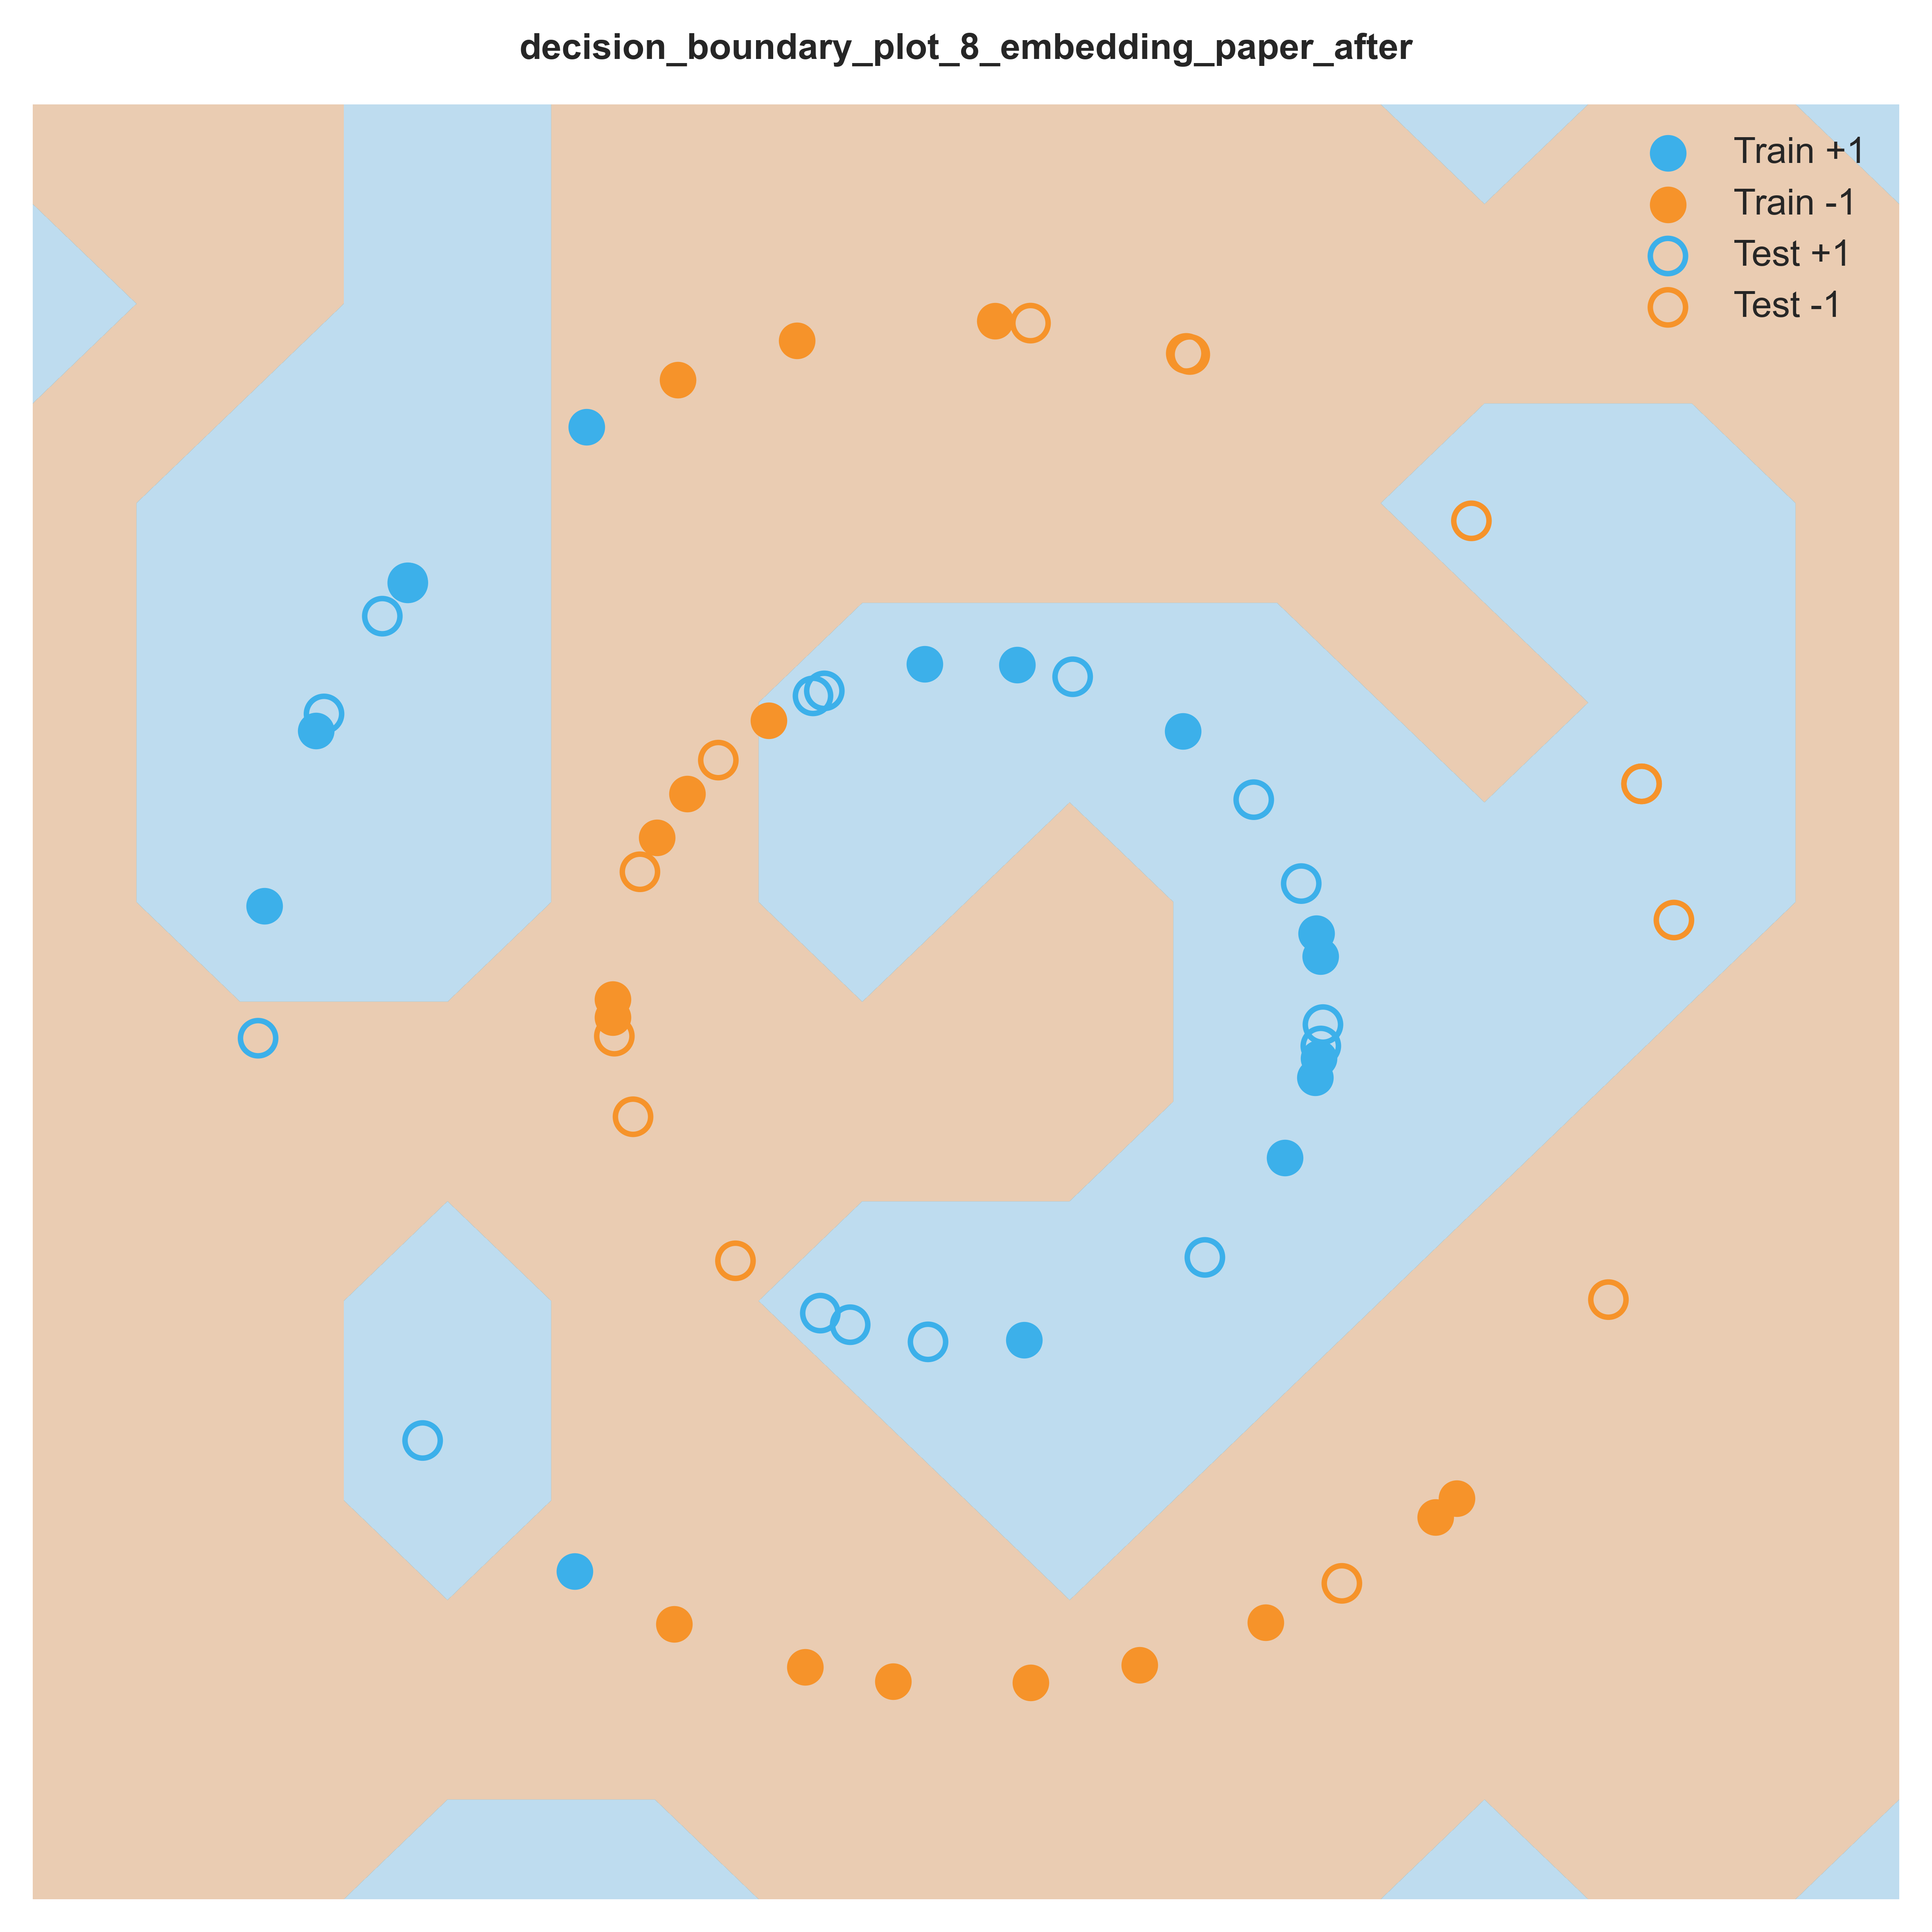 decision_boundary_plot_8_embedding_paper_after
Train +1
Train -1
Test +1
Test -1